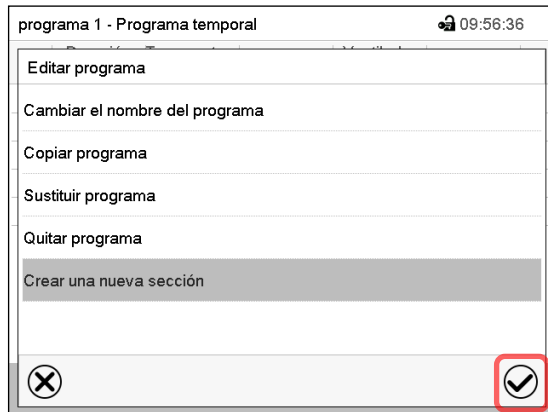 programa 1 - Programa temporal 09:56:36
Editar programa
Cambiar el nombre del programa
Copiar programa
Sustituir programa
Quitar programa
Crear una nueva sección